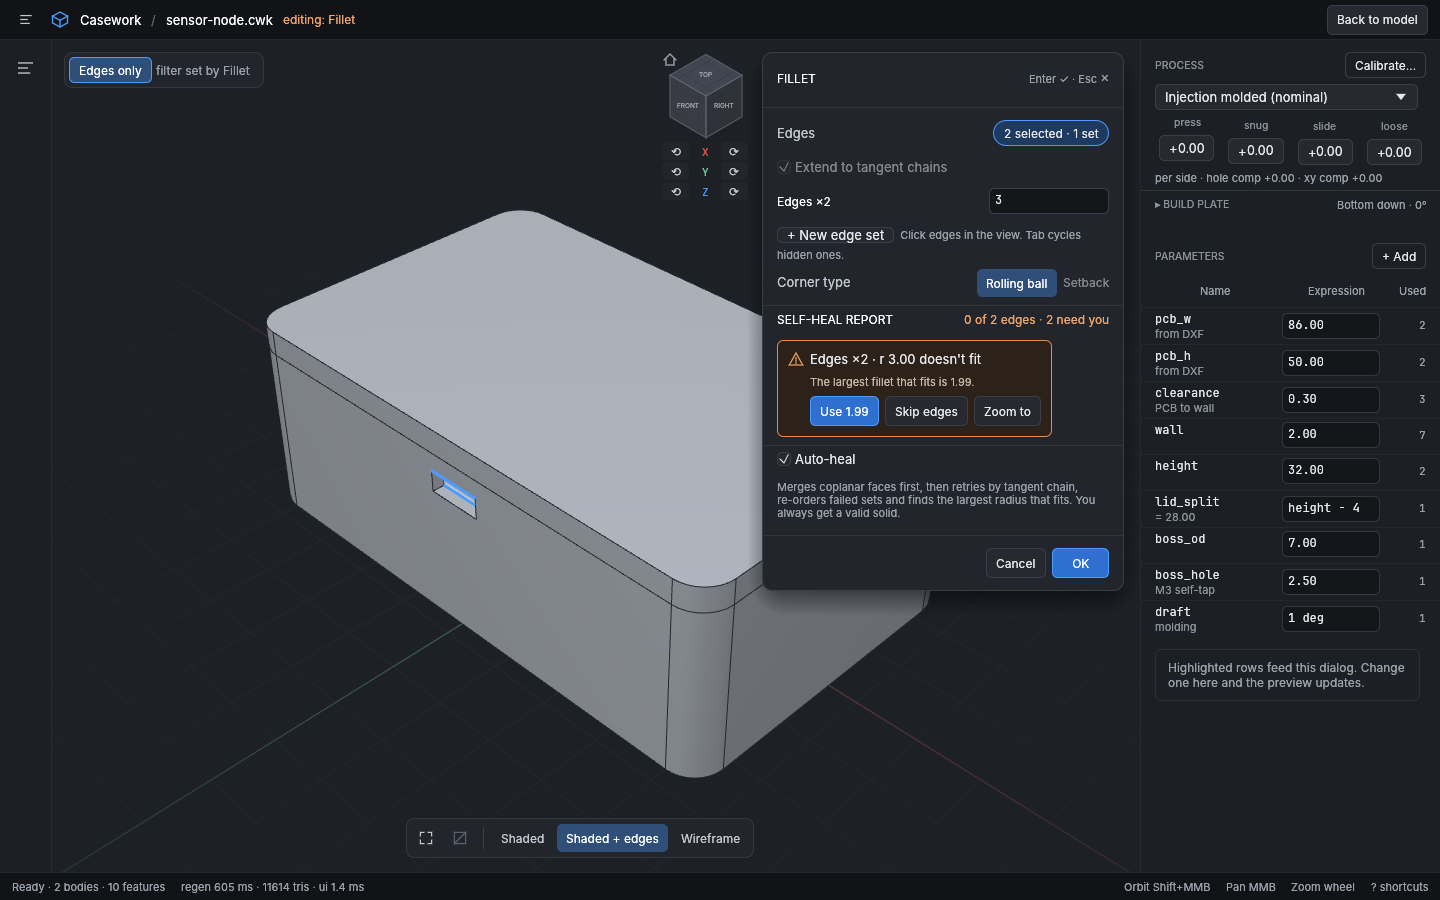 Casework / sensor-node.cwk editing: Fillet
Back to model
Edges only filter set by Fillet
TOP
FRONT RIGHT
X
Y
Z
FILLET
Enter ✓ · Esc ×
Edges
2 selected · 1 set
Extend to tangent chains
Edges ×2
3
+ New edge set Click edges in the view. Tab cycles
hidden ones.
Corner type
Rolling ball Setback
SELF-HEAL REPORT
0 of 2 edges · 2 need you
Edges ×2 · r 3.00 doesn't fit
The largest fillet that fits is 1.99.
Use 1.99 Skip edges Zoom to
Auto-heal
Merges coplanar faces first, then retries by tangent chain,
re-orders failed sets and finds the largest radius that fits. You
always get a valid solid.
Cancel OK
PROCESS
Calibrate...
Injection molded (nominal)
press snug slide loose
+0.00 +0.00 +0.00 +0.00
per side · hole comp +0.00 · xy comp +0.00
▸ BUILD PLATE
Bottom down · 0°
PARAMETERS
+ Add
Name Expression Used
pcb_w 86.00 2
from DXF
pcb_h 50.00 2
from DXF
clearance 0.30 3
PCB to wall
wall 2.00 7
height 32.00 2
lid_split height - 4 1
= 28.00
boss_od 7.00 1
boss_hole 2.50 1
M3 self-tap
draft 1 deg 1
molding
Highlighted rows feed this dialog. Change
one here and the preview updates.
Shaded Shaded + edges Wireframe
Ready · 2 bodies · 10 features regen 605 ms · 11614 tris · ui 1.4 ms
Orbit Shift+MMB Pan MMB Zoom wheel ? shortcuts